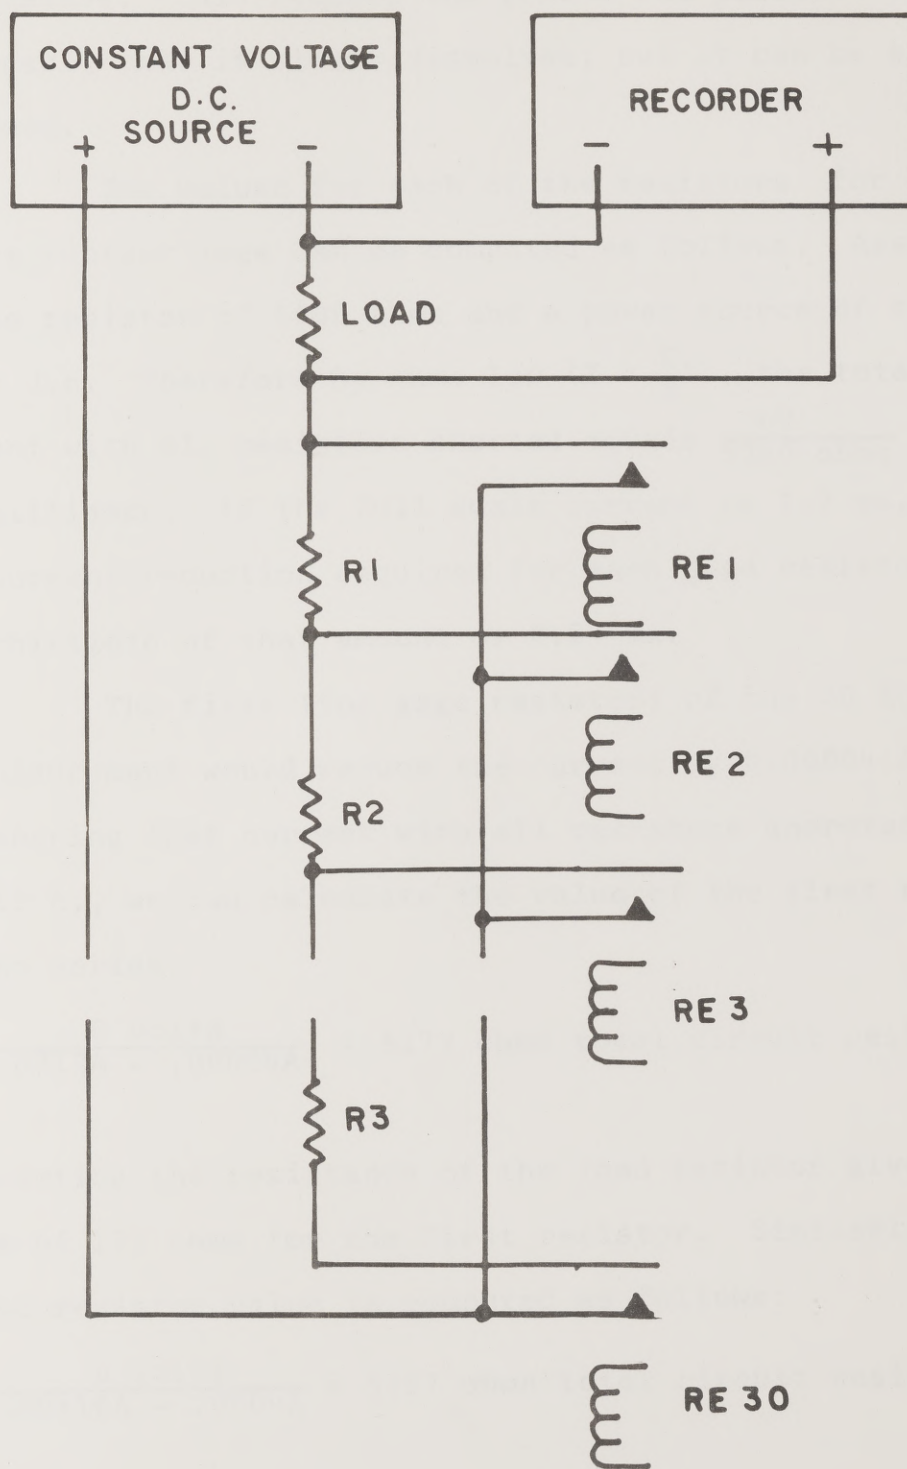 CONSTANT VOLTAGE
D.C.
SOURCE
+ -
RECORDER
- +
LOAD
R1
RE 1
R2
RE 2
RE 3
R3
RE 30